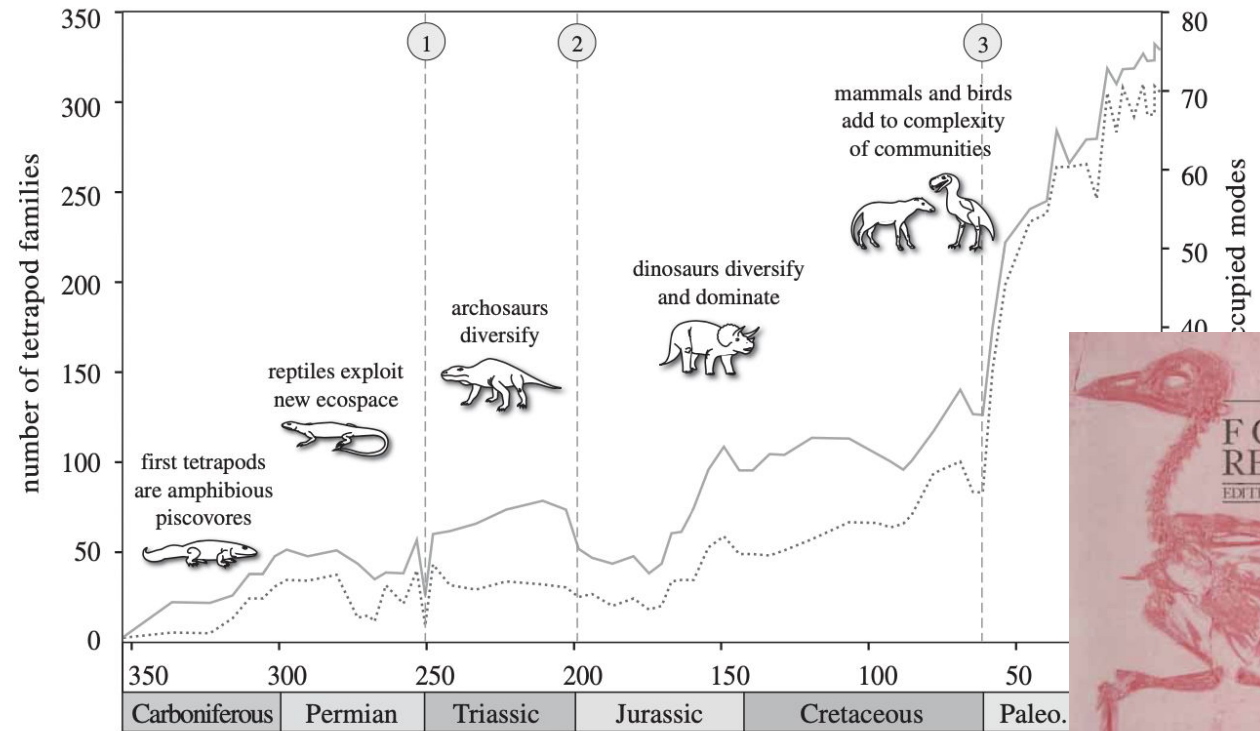 350
300
250
200
150
100
50
0
number of tetrapod families
1
2
3
80
70
60
50
40
first tetrapods
are amphibious
piscovores
reptiles exploit
new ecospace
archosaurs
diversify
dinosaurs diversify
and dominate
mammals and birds
add to complexity
of communities
modes
350
300
250
200
150
100
50
Carboniferous
Permian
Triassic
Jurassic
Cretaceous
Paleo.